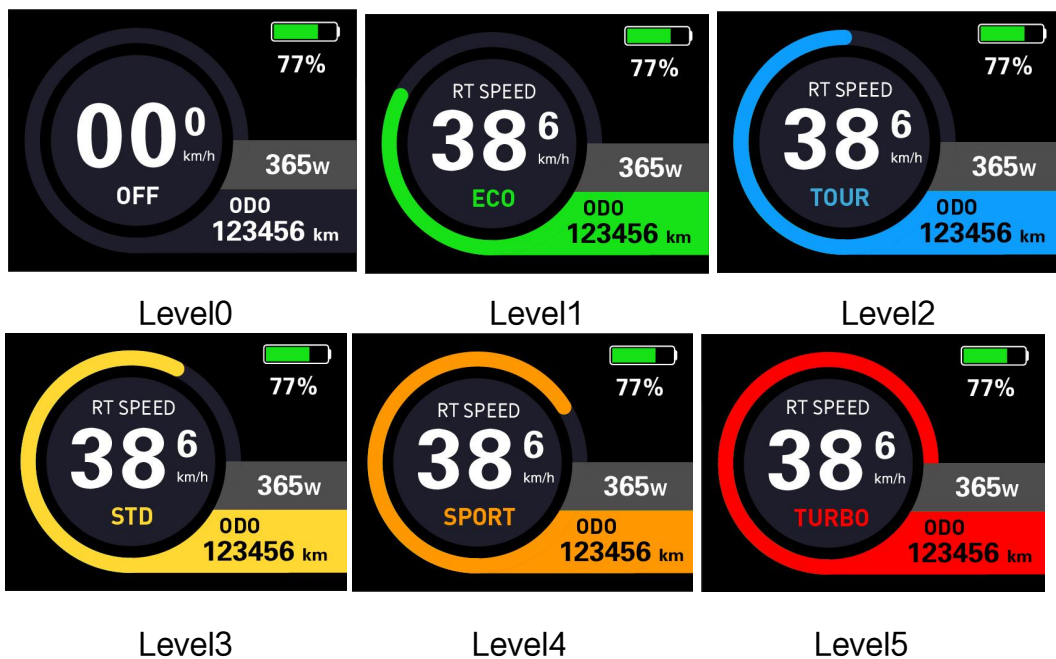 77%
00 0
km/h
OFF
365W
ODO
123456 km
Level0
77%
RT SPEED
38 6
km/h
ECO
365W
ODO
123456 km
Level1
77%
RT SPEED
38 6
km/h
TOUR
365W
ODO
123456 km
Level2
77%
RT SPEED
38 6
km/h
STD
365W
ODO
123456 km
Level3
77%
RT SPEED
38 6
km/h
SPORT
365W
ODO
123456 km
Level4
77%
RT SPEED
38 6
km/h
TURBO
365W
ODO
123456 km
Level5